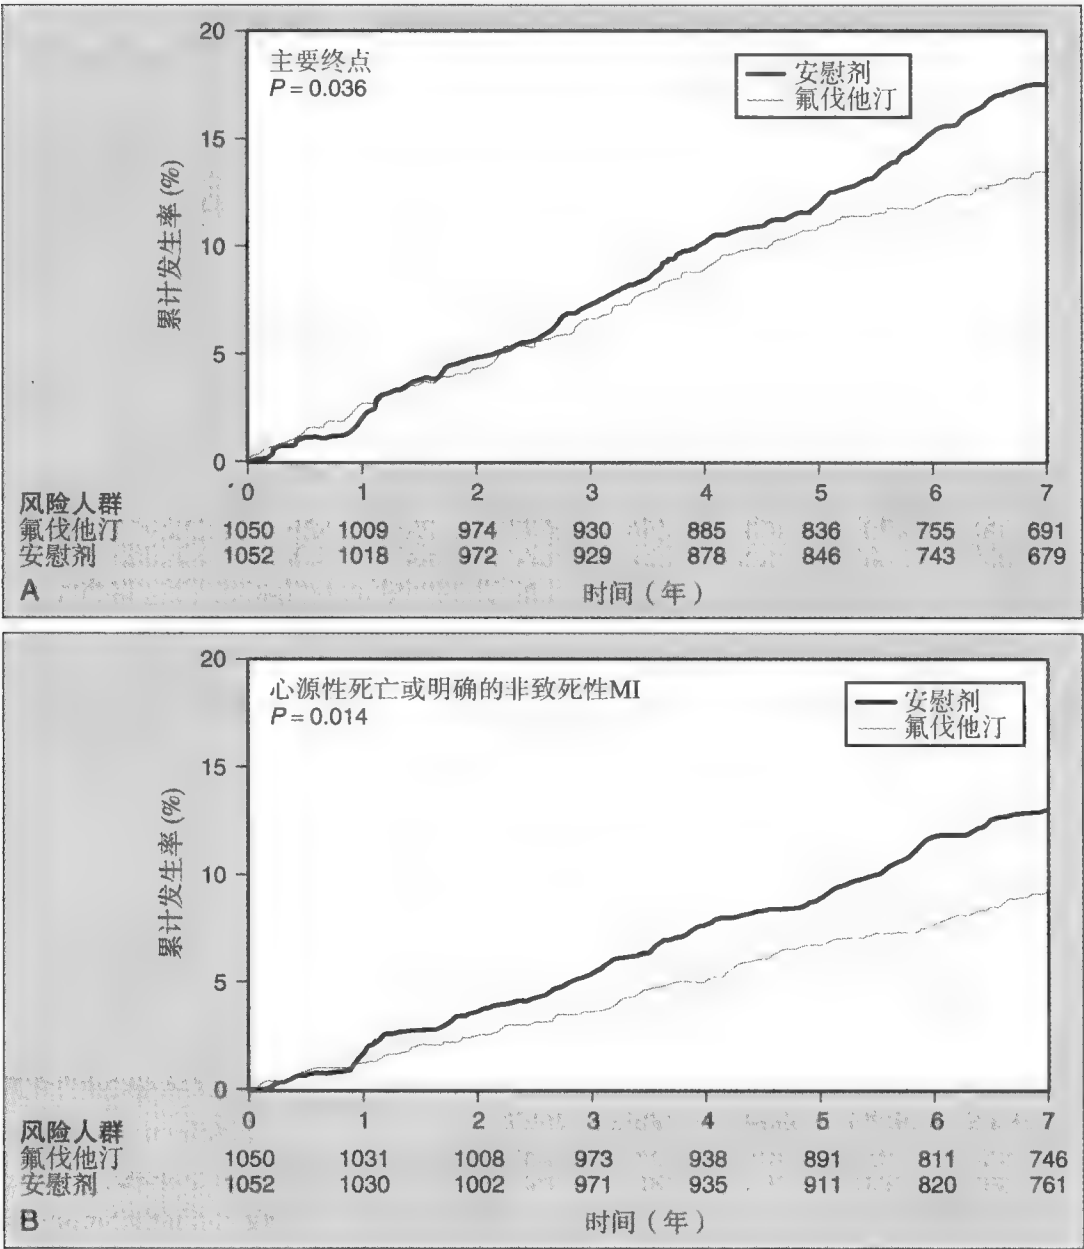 20
主要终点
P = 0.036
安慰剂
氟伐他汀
15
累计发生率 (%)
10
5
0
0 1 2 3 4 5 6 7
风险人群
氟伐他汀 1050 1009 974 930 885 836 755 691
安慰剂 1052 1018 972 929 878 846 743 679
A
时间（年）
20
心源性死亡或明确的非致死性MI
P = 0.014
安慰剂
氟伐他汀
15
累计发生率 (%)
10
5
0
0 1 2 3 4 5 6 7
风险人群
氟伐他汀 1050 1031 1008 973 938 891 811 746
安慰剂 1052 1030 1002 971 935 911 820 761
B
时间（年）